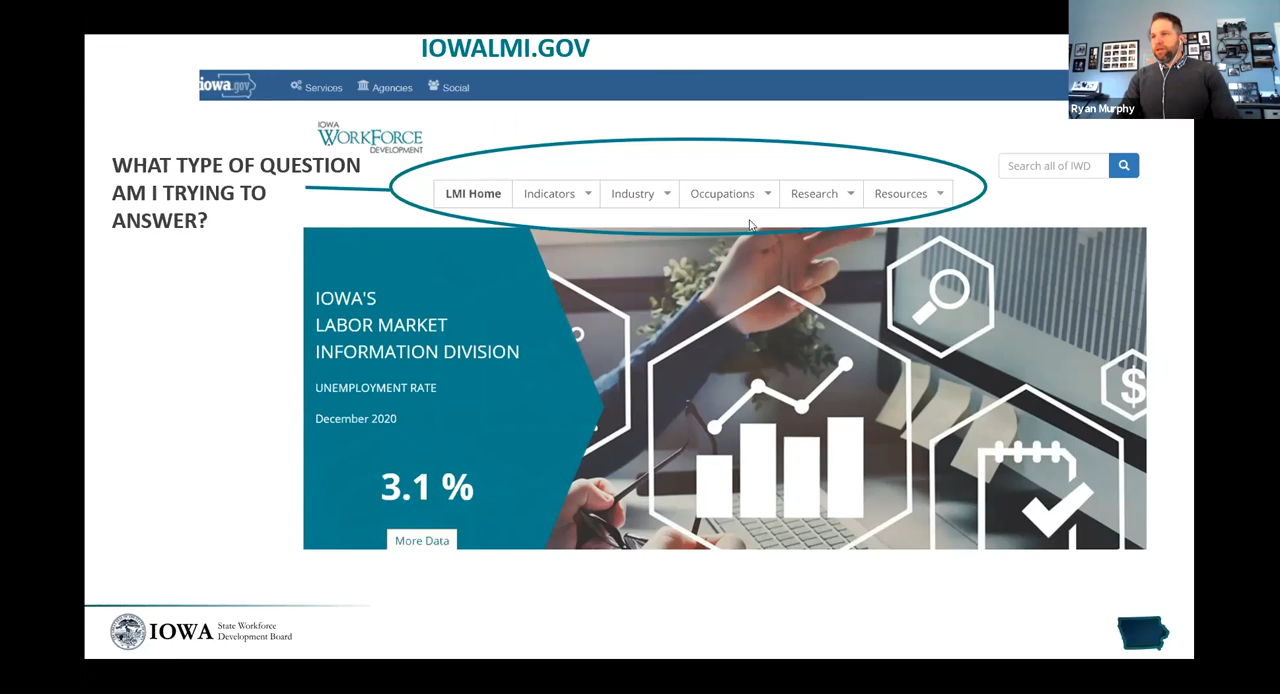 IOWALMI.GOV
iowa.gov
Services
Agencies
Social
Ryan Murphy
IOWA
WORKFORCE
DEVELOPMENT
WHAT TYPE OF QUESTION
AM I TRYING TO
ANSWER?
Search all of IWD
LMI Home
Indicators
Industry
Occupations
Research
Resources
IOWA'S
LABOR MARKET
INFORMATION DIVISION
UNEMPLOYMENT RATE
December 2020
3.1 %
More Data
$
IOWA
State Workforce
Development Board